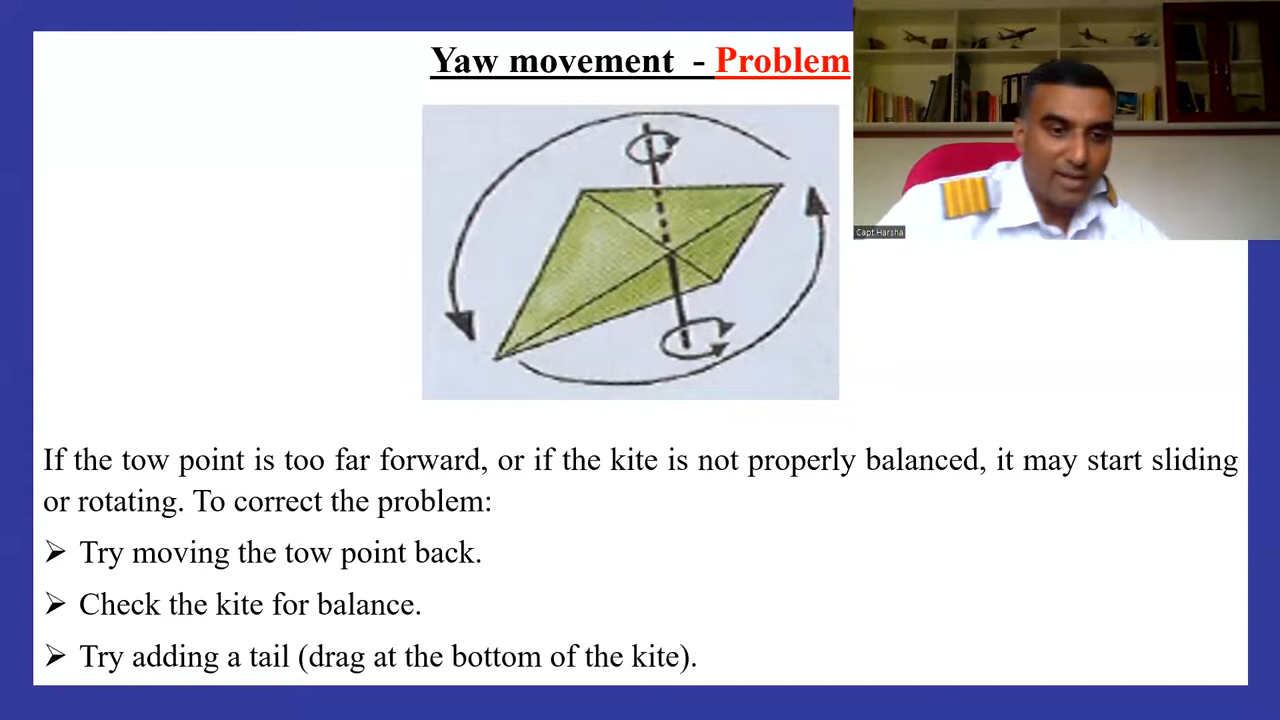 Yaw movement - Problem
Capt.Harsha
If the tow point is too far forward, or if the kite is not properly balanced, it may start sliding
or rotating. To correct the problem:
➢ Try moving the tow point back.
➢ Check the kite for balance.
➢ Try adding a tail (drag at the bottom of the kite).